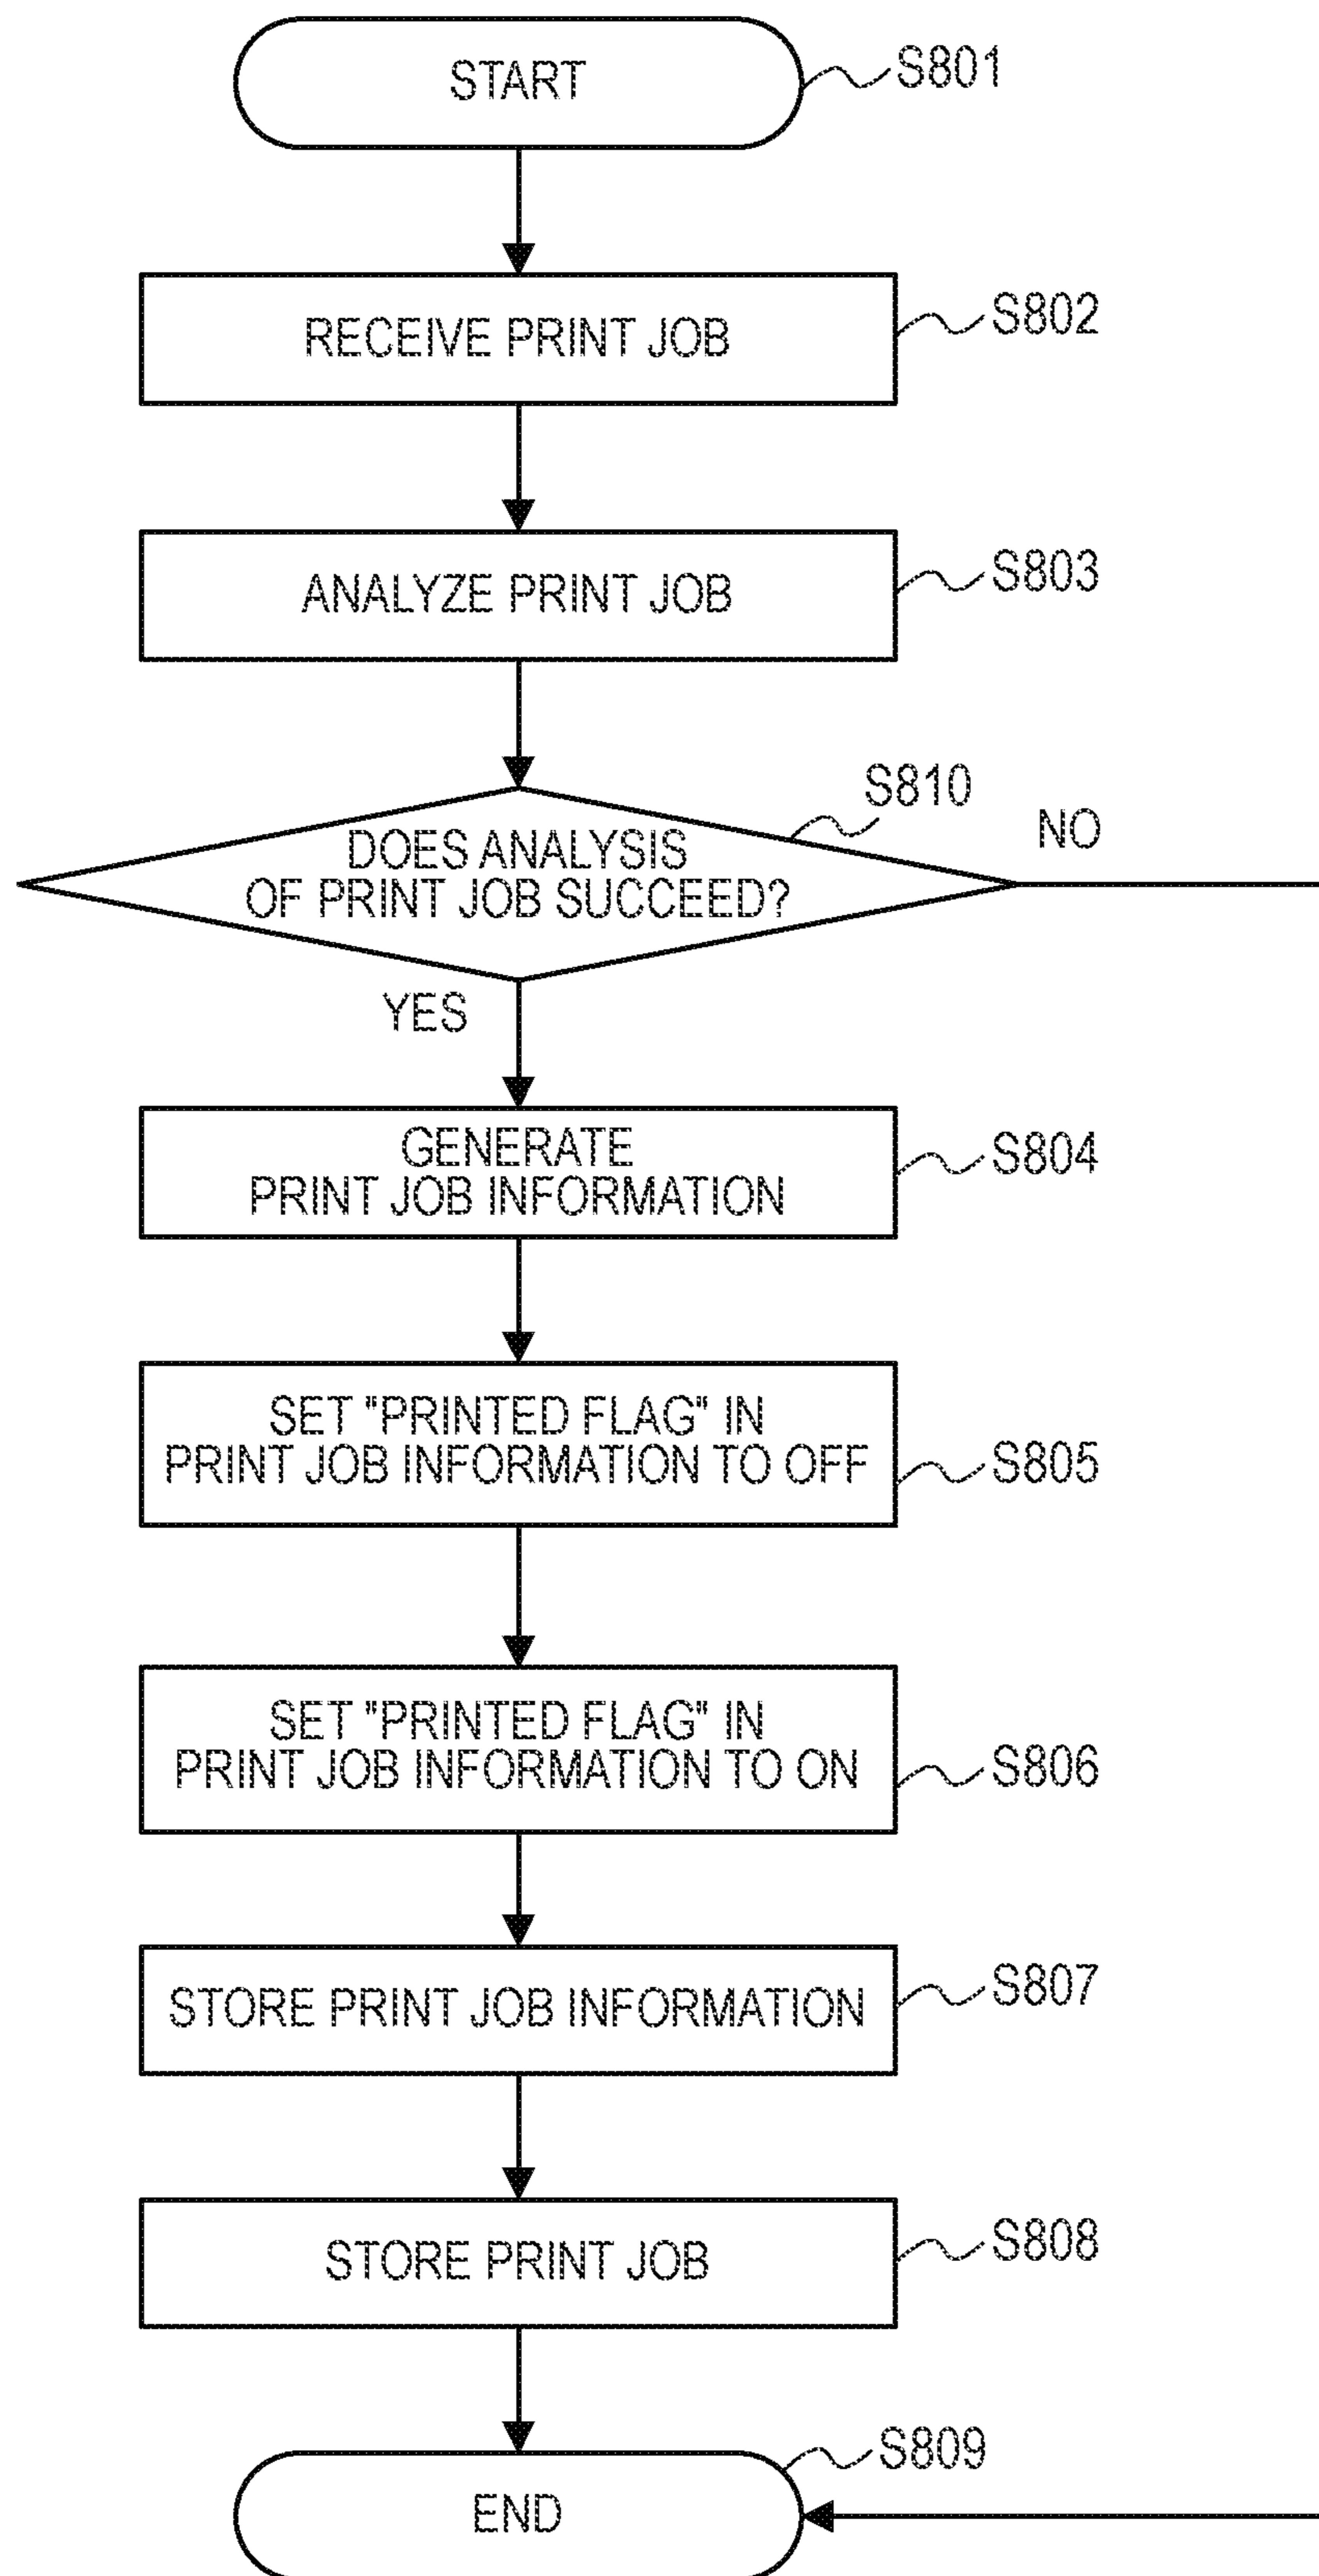 START
S801
RECEIVE PRINT JOB
S802
ANALYZE PRINT JOB
S803
S810
NO
DOES ANALYSIS
OF PRINT JOB SUCCEED?
YES
GENERATE
PRINT JOB INFORMATION
S804
SET "PRINTED FLAG" IN
PRINT JOB INFORMATION TO OFF
S805
SET "PRINTED FLAG" IN
PRINT JOB INFORMATION TO ON
S806
STORE PRINT JOB INFORMATION
S807
STORE PRINT JOB
S808
S809
END